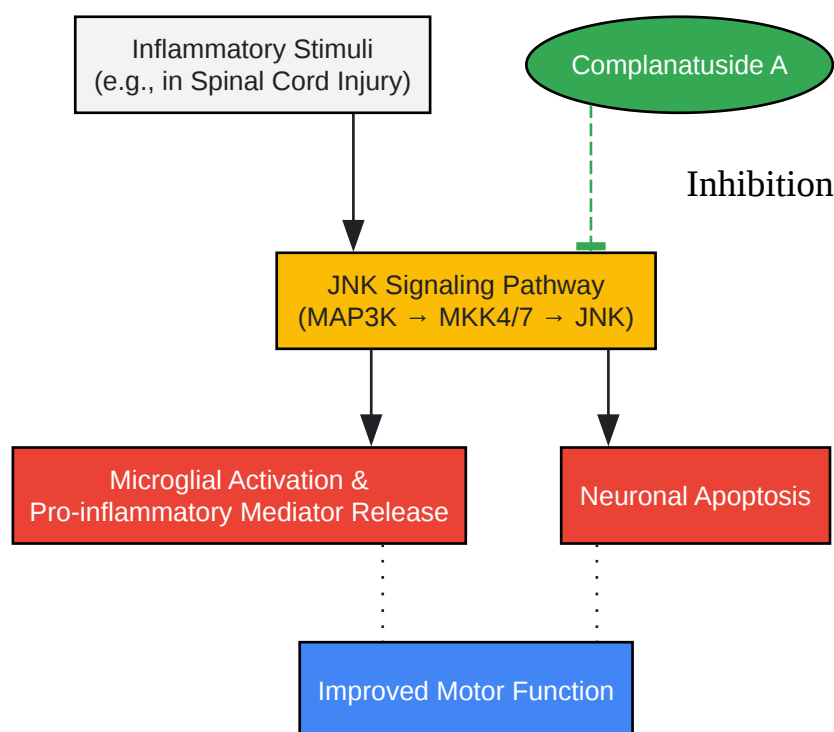 Inflammatory Stimuli
(e.g., in Spinal Cord Injury)
Complanatuside A
Inhibition
JNK Signaling Pathway
(MAP3K → MKK4/7 → JNK)
Microglial Activation &
Pro-inflammatory Mediator Release
Neuronal Apoptosis
Improved Motor Function